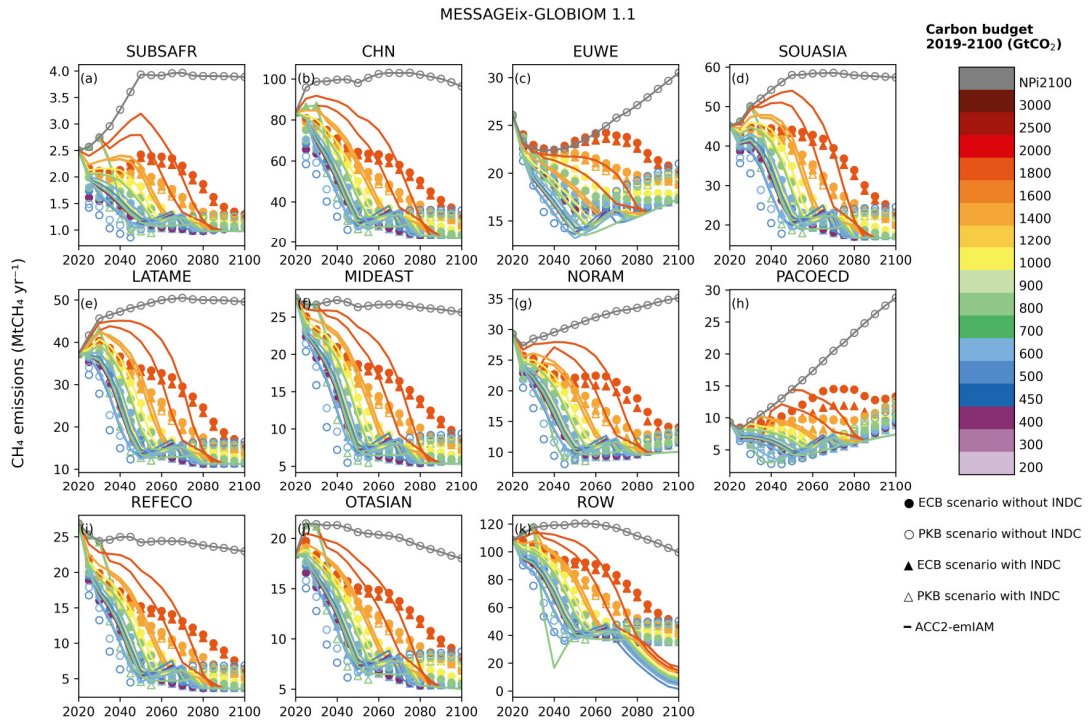 MESSAGEix-GLOBIOM 1.1
Carbon budget
2019-2100 (GtCO₂)
NPi2100
3000
2500
2000
1800
1600
1400
1200
1000
900
800
700
600
500
450
400
300
200
ECB scenario without INDC
PKB scenario without INDC
ECB scenario with INDC
PKB scenario with INDC
ACC2-emIAM
CH₄ emissions (MtCH₄ yr⁻¹)
SUBSAFR
(a)
4.0
3.5
3.0
2.5
2.0
1.5
1.0
2020 2040 2060 2080 2100
CHN
(b)
100
80
60
40
20
2020 2040 2060 2080 2100
EUWE
(c)
30
25
20
15
2020 2040 2060 2080 2100
SOUASIA
(d)
60
50
40
30
20
2020 2040 2060 2080 2100
LATAME
(e)
50
40
30
20
10
2020 2040 2060 2080 2100
MIDEAST
(f)
25
20
15
10
5
2020 2040 2060 2080 2100
NORAM
(g)
35
30
25
20
15
10
5
2020 2040 2060 2080 2100
PACOECD
(h)
30
25
20
15
10
5
0
2020 2040 2060 2080 2100
REFECO
(i)
25
20
15
10
5
2020 2040 2060 2080 2100
OTASIAN
(j)
20
15
10
5
2020 2040 2060 2080 2100
ROW
(k)
120
100
80
60
40
20
0
2020 2040 2060 2080 2100